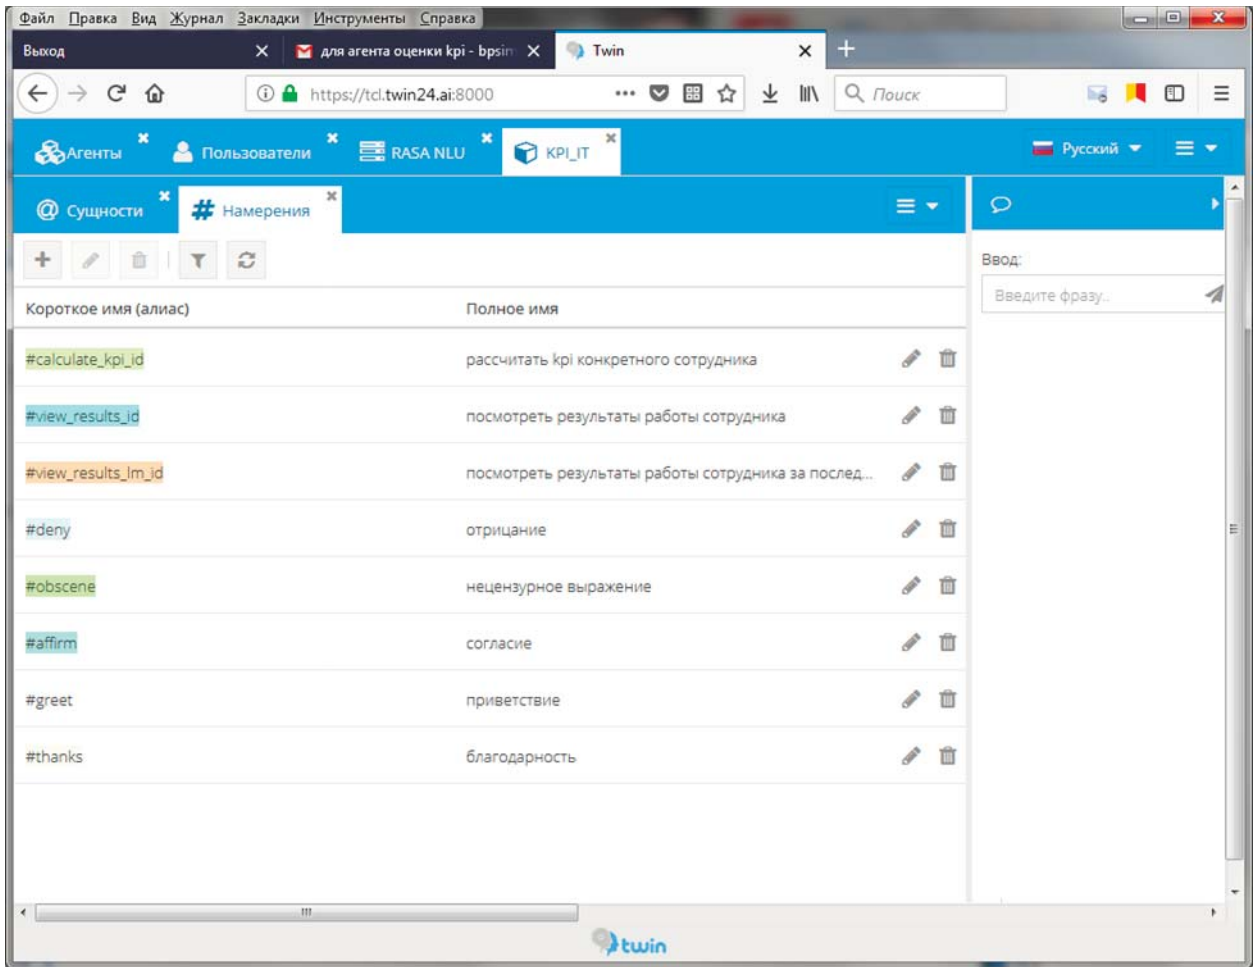 Файл Правка Вид Журнал Закладки Инструменты Справка
Выход для агента оценки kpi - bpsim Twin
https://tcl.twin24.ai:8000 Поиск
Агенты Пользователи RASA NLU KPI_IT Русский
@ Сущности # Намерения
Ввод:
Введите фразу..
Короткое имя (алиас) Полное имя
#calculate_kpi_id рассчитать kpi конкретного сотрудника
#view_results_id посмотреть результаты работы сотрудника
#view_results_lm_id посмотреть результаты работы сотрудника за послед...
#deny отрицание
#obscene нецензурное выражение
#affirm согласие
#greet приветствие
#thanks благодарность
twin